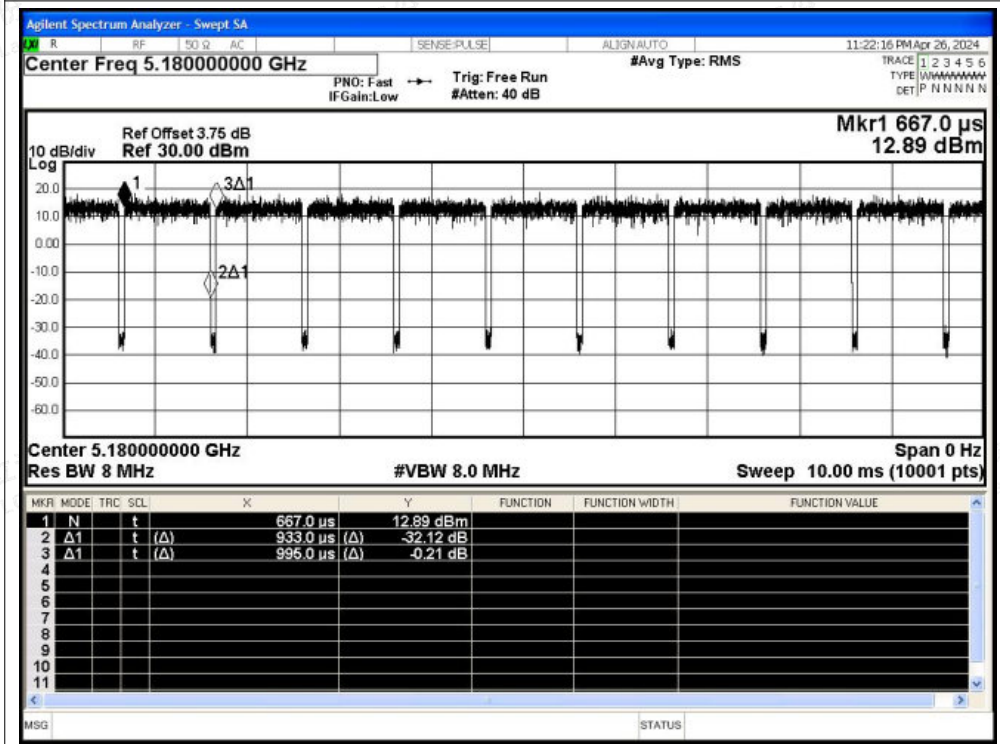 Agilent Spectrum Analyzer - Swept SA
LXI R RF 50 Ω AC SENSE:PULSE ALIGN AUTO 11:22:16 PM Apr 26, 2024
Center Freq 5.180000000 GHz #Avg Type: RMS TRACE 1 2 3 4 5 6
PNO: Fast Trig: Free Run TYPE WWWWWW
IFGain:Low #Atten: 40 dB DET P N N N N N
Mkr1 667.0 µs
Ref Offset 3.75 dB
10 dB/div Ref 30.00 dBm 12.89 dBm
Log
20.0 1 3Δ1
10.0
0.00
-10.0 2Δ1
-20.0
-30.0
-40.0
-50.0
-60.0
Center 5.180000000 GHz Span 0 Hz
Res BW 8 MHz #VBW 8.0 MHz Sweep 10.00 ms (10001 pts)
MKR MODE TRC SCL X Y FUNCTION FUNCTION WIDTH FUNCTION VALUE
1 N t 667.0 µs 12.89 dBm
2 Δ1 t (Δ) 933.0 µs (Δ) -32.12 dB
3 Δ1 t (Δ) 995.0 µs (Δ) -0.21 dB
4
5
6
7
8
9
10
11
MSG STATUS